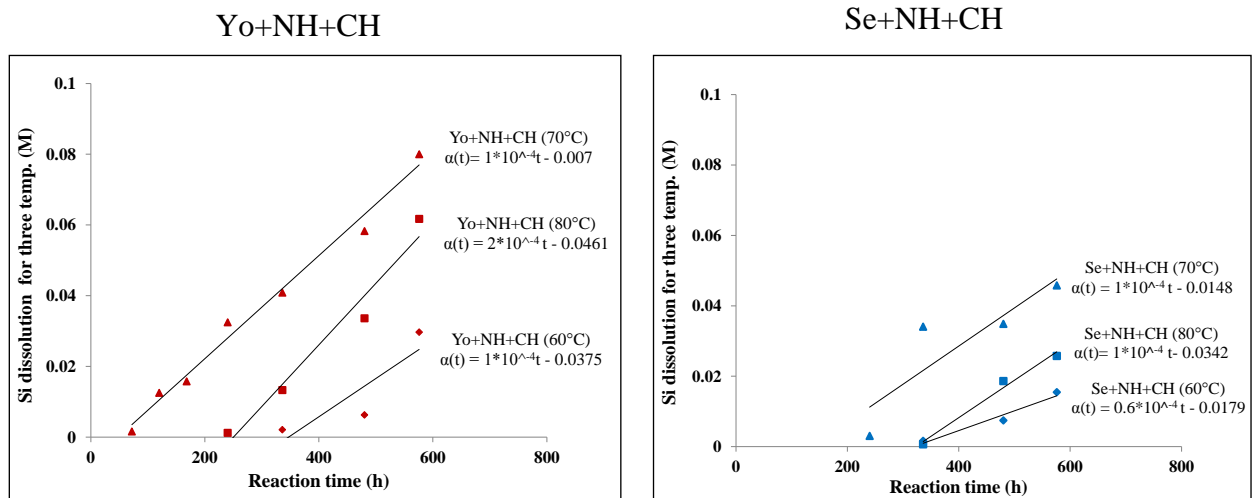 Yo+NH+CH
Se+NH+CH
Si dissolution for three temp. (M)
0.1
0.08
0.06
0.04
0.02
0
0
200
400
600
800
Reaction time (h)
Yo+NH+CH (70°C)
α(t)= 1*10^⁻⁴t - 0.007
Yo+NH+CH (80°C)
α(t) = 2*10^⁻⁴ t - 0.0461
Yo+NH+CH (60°C)
α(t) = 1*10^⁻⁴t - 0.0375
Si dissolution for three temp. (M)
0.1
0.08
0.06
0.04
0.02
0
0
200
400
600
800
Reaction time (h)
Se+NH+CH (70°C)
α(t) = 1*10^⁻⁴t - 0.0148
Se+NH+CH (80°C)
α(t)= 1*10^⁻⁴ t - 0.0342
Se+NH+CH (60°C)
α(t) = 0.6*10^⁻⁴ t - 0.0179